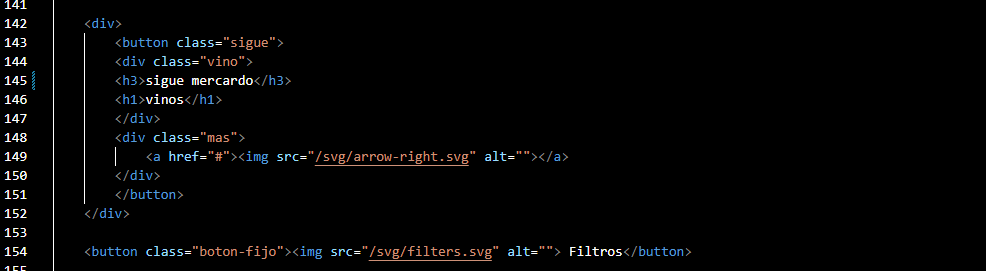 141
142 <div>
143 <button class="sigue">
144 <div class="vino">
145 <h3>sigue mercardo</h3>
146 <h1>vinos</h1>
147 </div>
148 <div class="mas">
149 <a href="#"><img src="/svg/arrow-right.svg" alt=""></a>
150 </div>
151 </button>
152 </div>
153
154 <button class="boton-fijo"><img src="/svg/filters.svg" alt=""> Filtros</button>
155